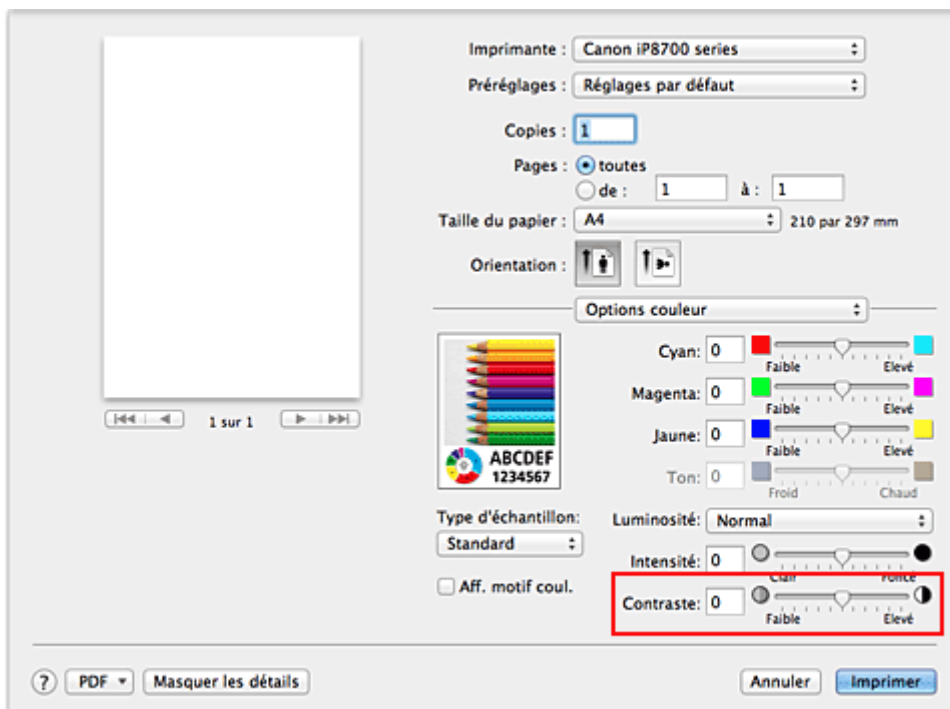 Imprimante : Canon iP8700 series
Préréglages : Réglages par défaut
Copies : 1
Pages : toutes
de : 1 à : 1
Taille du papier : A4 210 par 297 mm
Orientation :
Options couleur
1 sur 1
ABCDEF
1234567
Cyan: 0
Faible Elevé
Magenta: 0
Faible Elevé
Jaune: 0
Faible Elevé
Ton: 0
Froid Chaud
Type d'échantillon:
Standard
Aff. motif coul.
Luminosité: Normal
Intensité: 0
Clair Foncé
Contraste: 0
Faible Elevé
? PDF Masquer les détails Annuler Imprimer